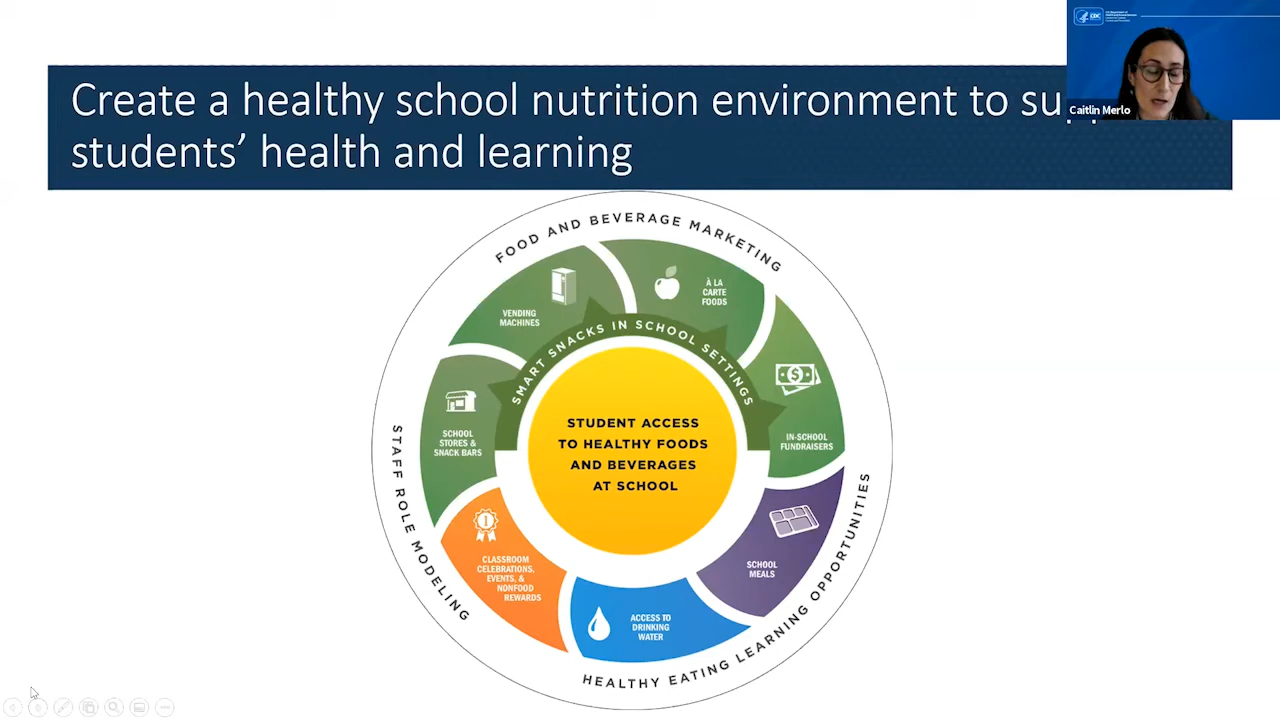 Create a healthy school nutrition environment to
students’ health and learning
CDC
Caitlin Merlo
FOOD AND BEVERAGE MARKETING
VENDING
MACHINES
À LA
CARTE
FOODS
SMART SNACKS IN SCHOOL SETTINGS
IN-SCHOOL
FUNDRAISERS
SCHOOL
STORES &
SNACK BARS
STUDENT ACCESS
TO HEALTHY FOODS
AND BEVERAGES
AT SCHOOL
STAFF ROLE MODELING
1
CLASSROOM
CELEBRATIONS,
EVENTS, &
NONFOOD
REWARDS
SCHOOL
MEALS
ACCESS TO
DRINKING
WATER
HEALTHY EATING LEARNING OPPORTUNITIES